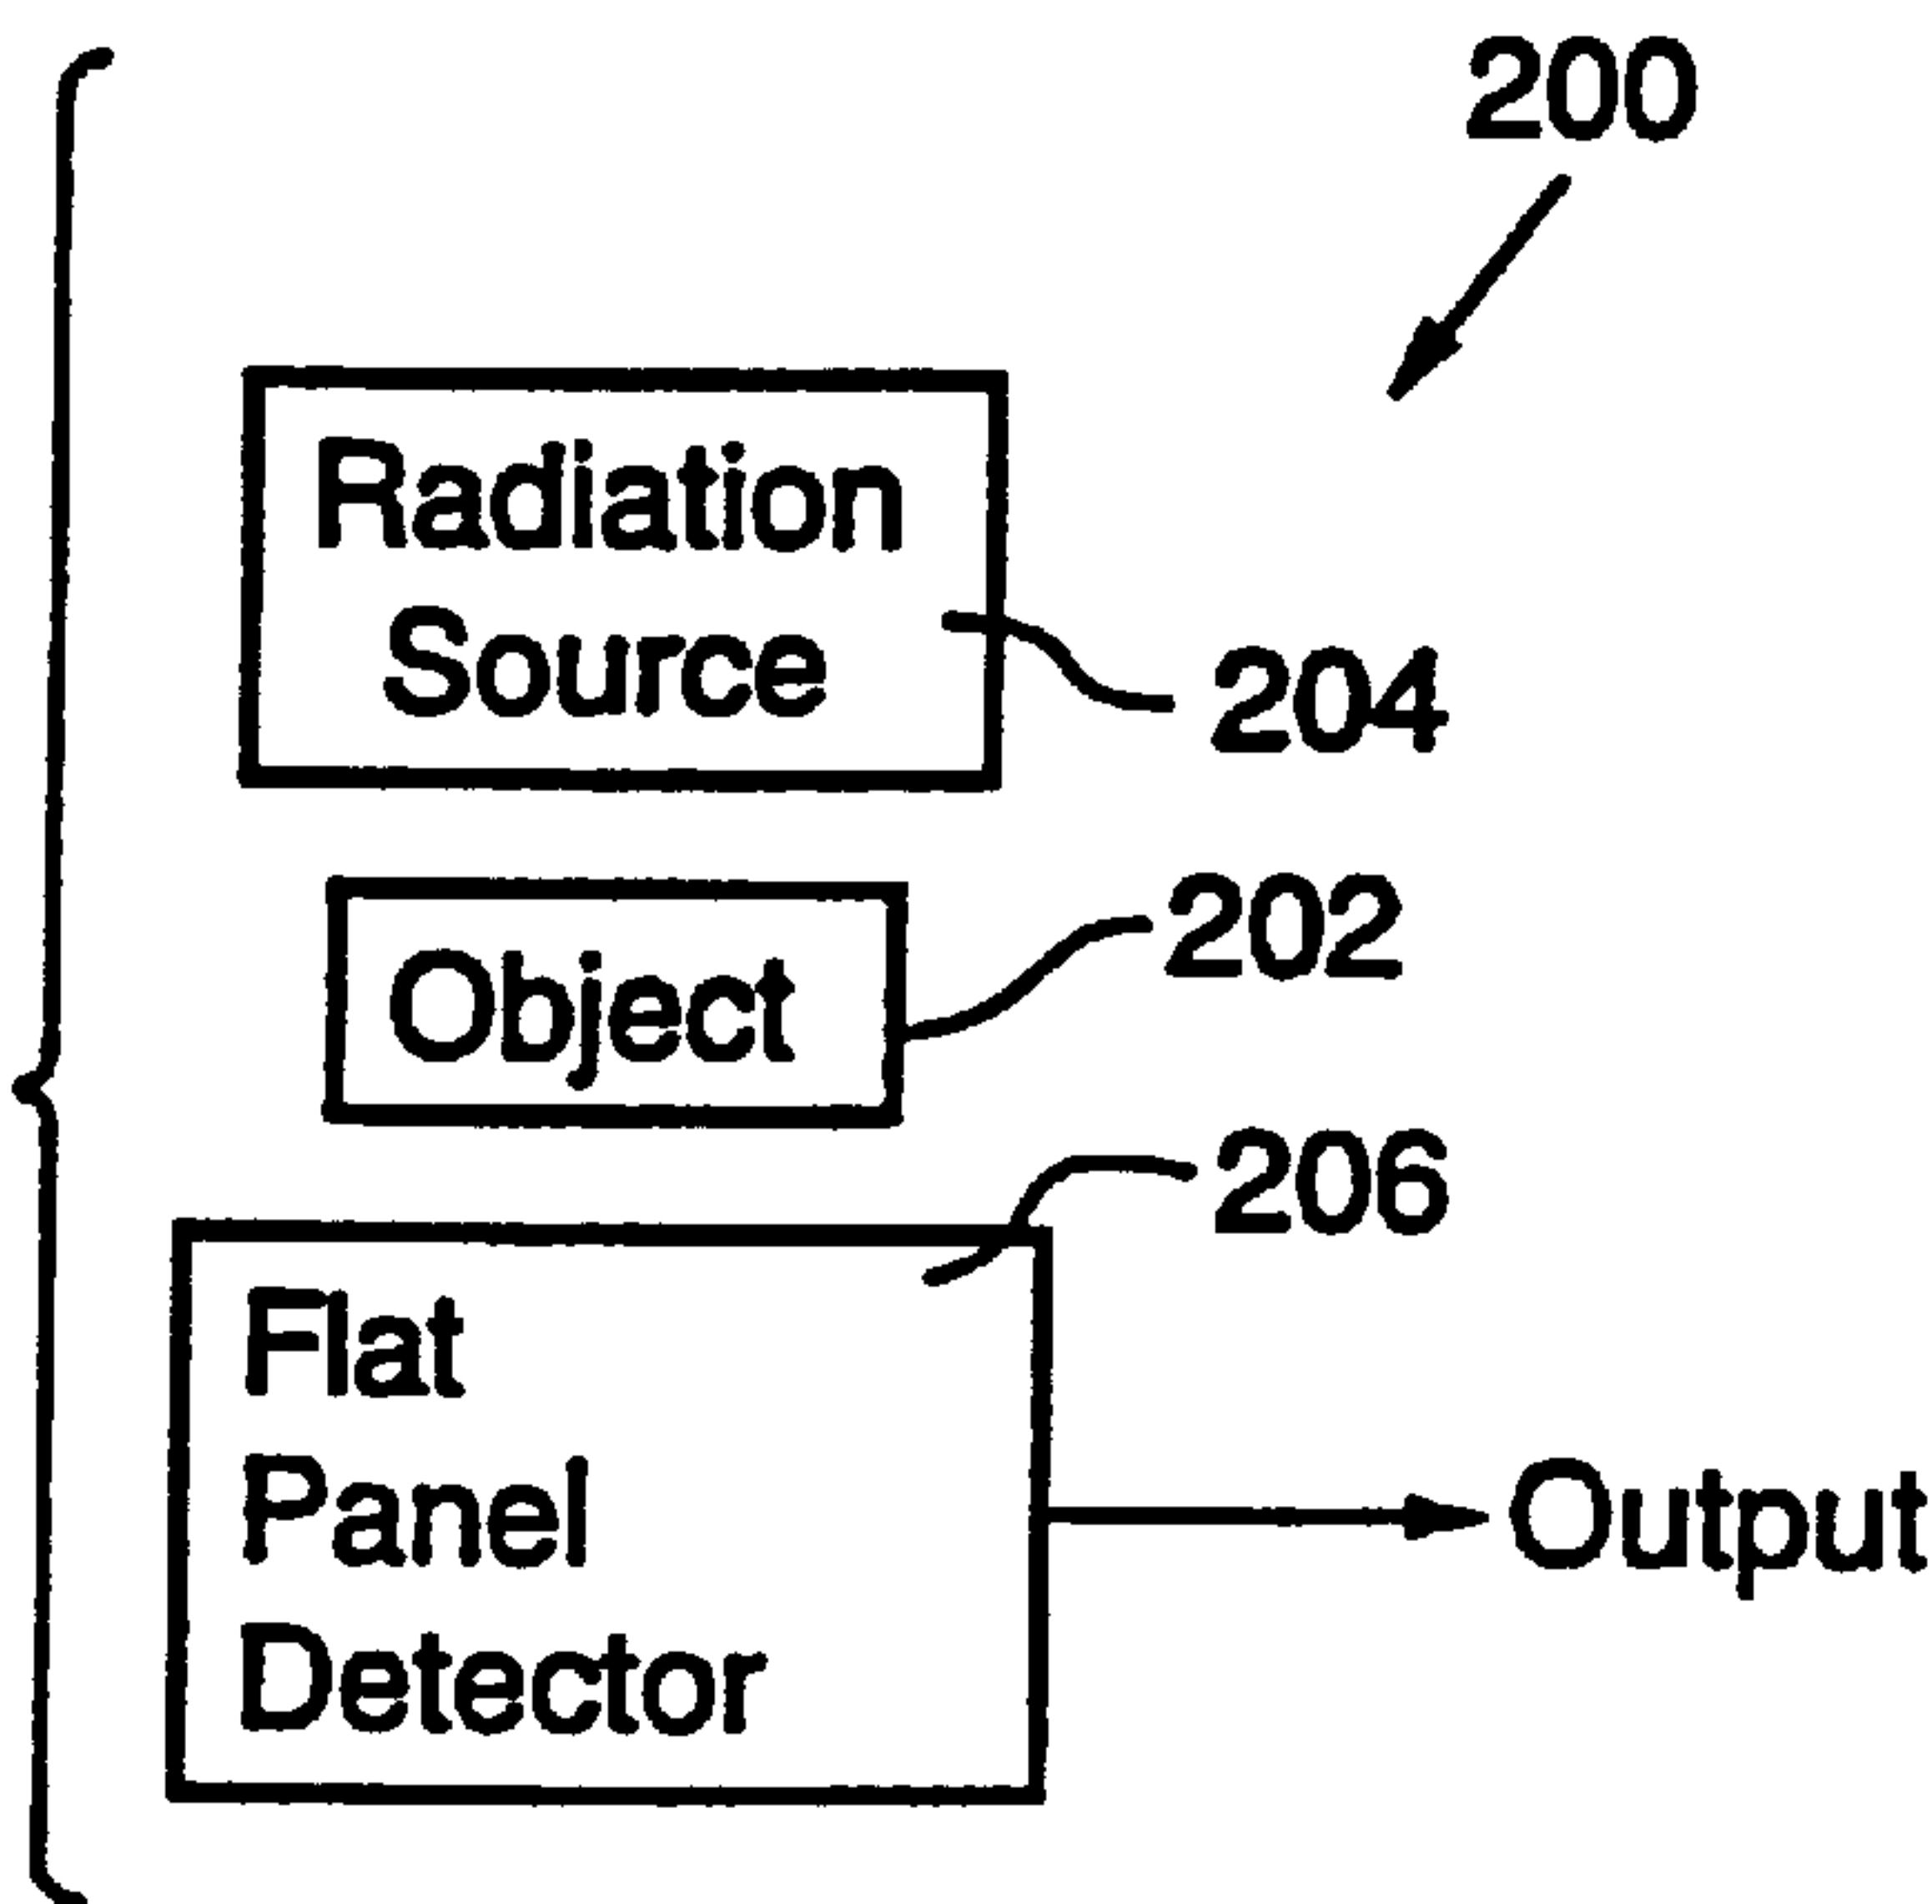 200
Radiation
Source
204
202
Object
206
Flat
Panel
Output
Detector